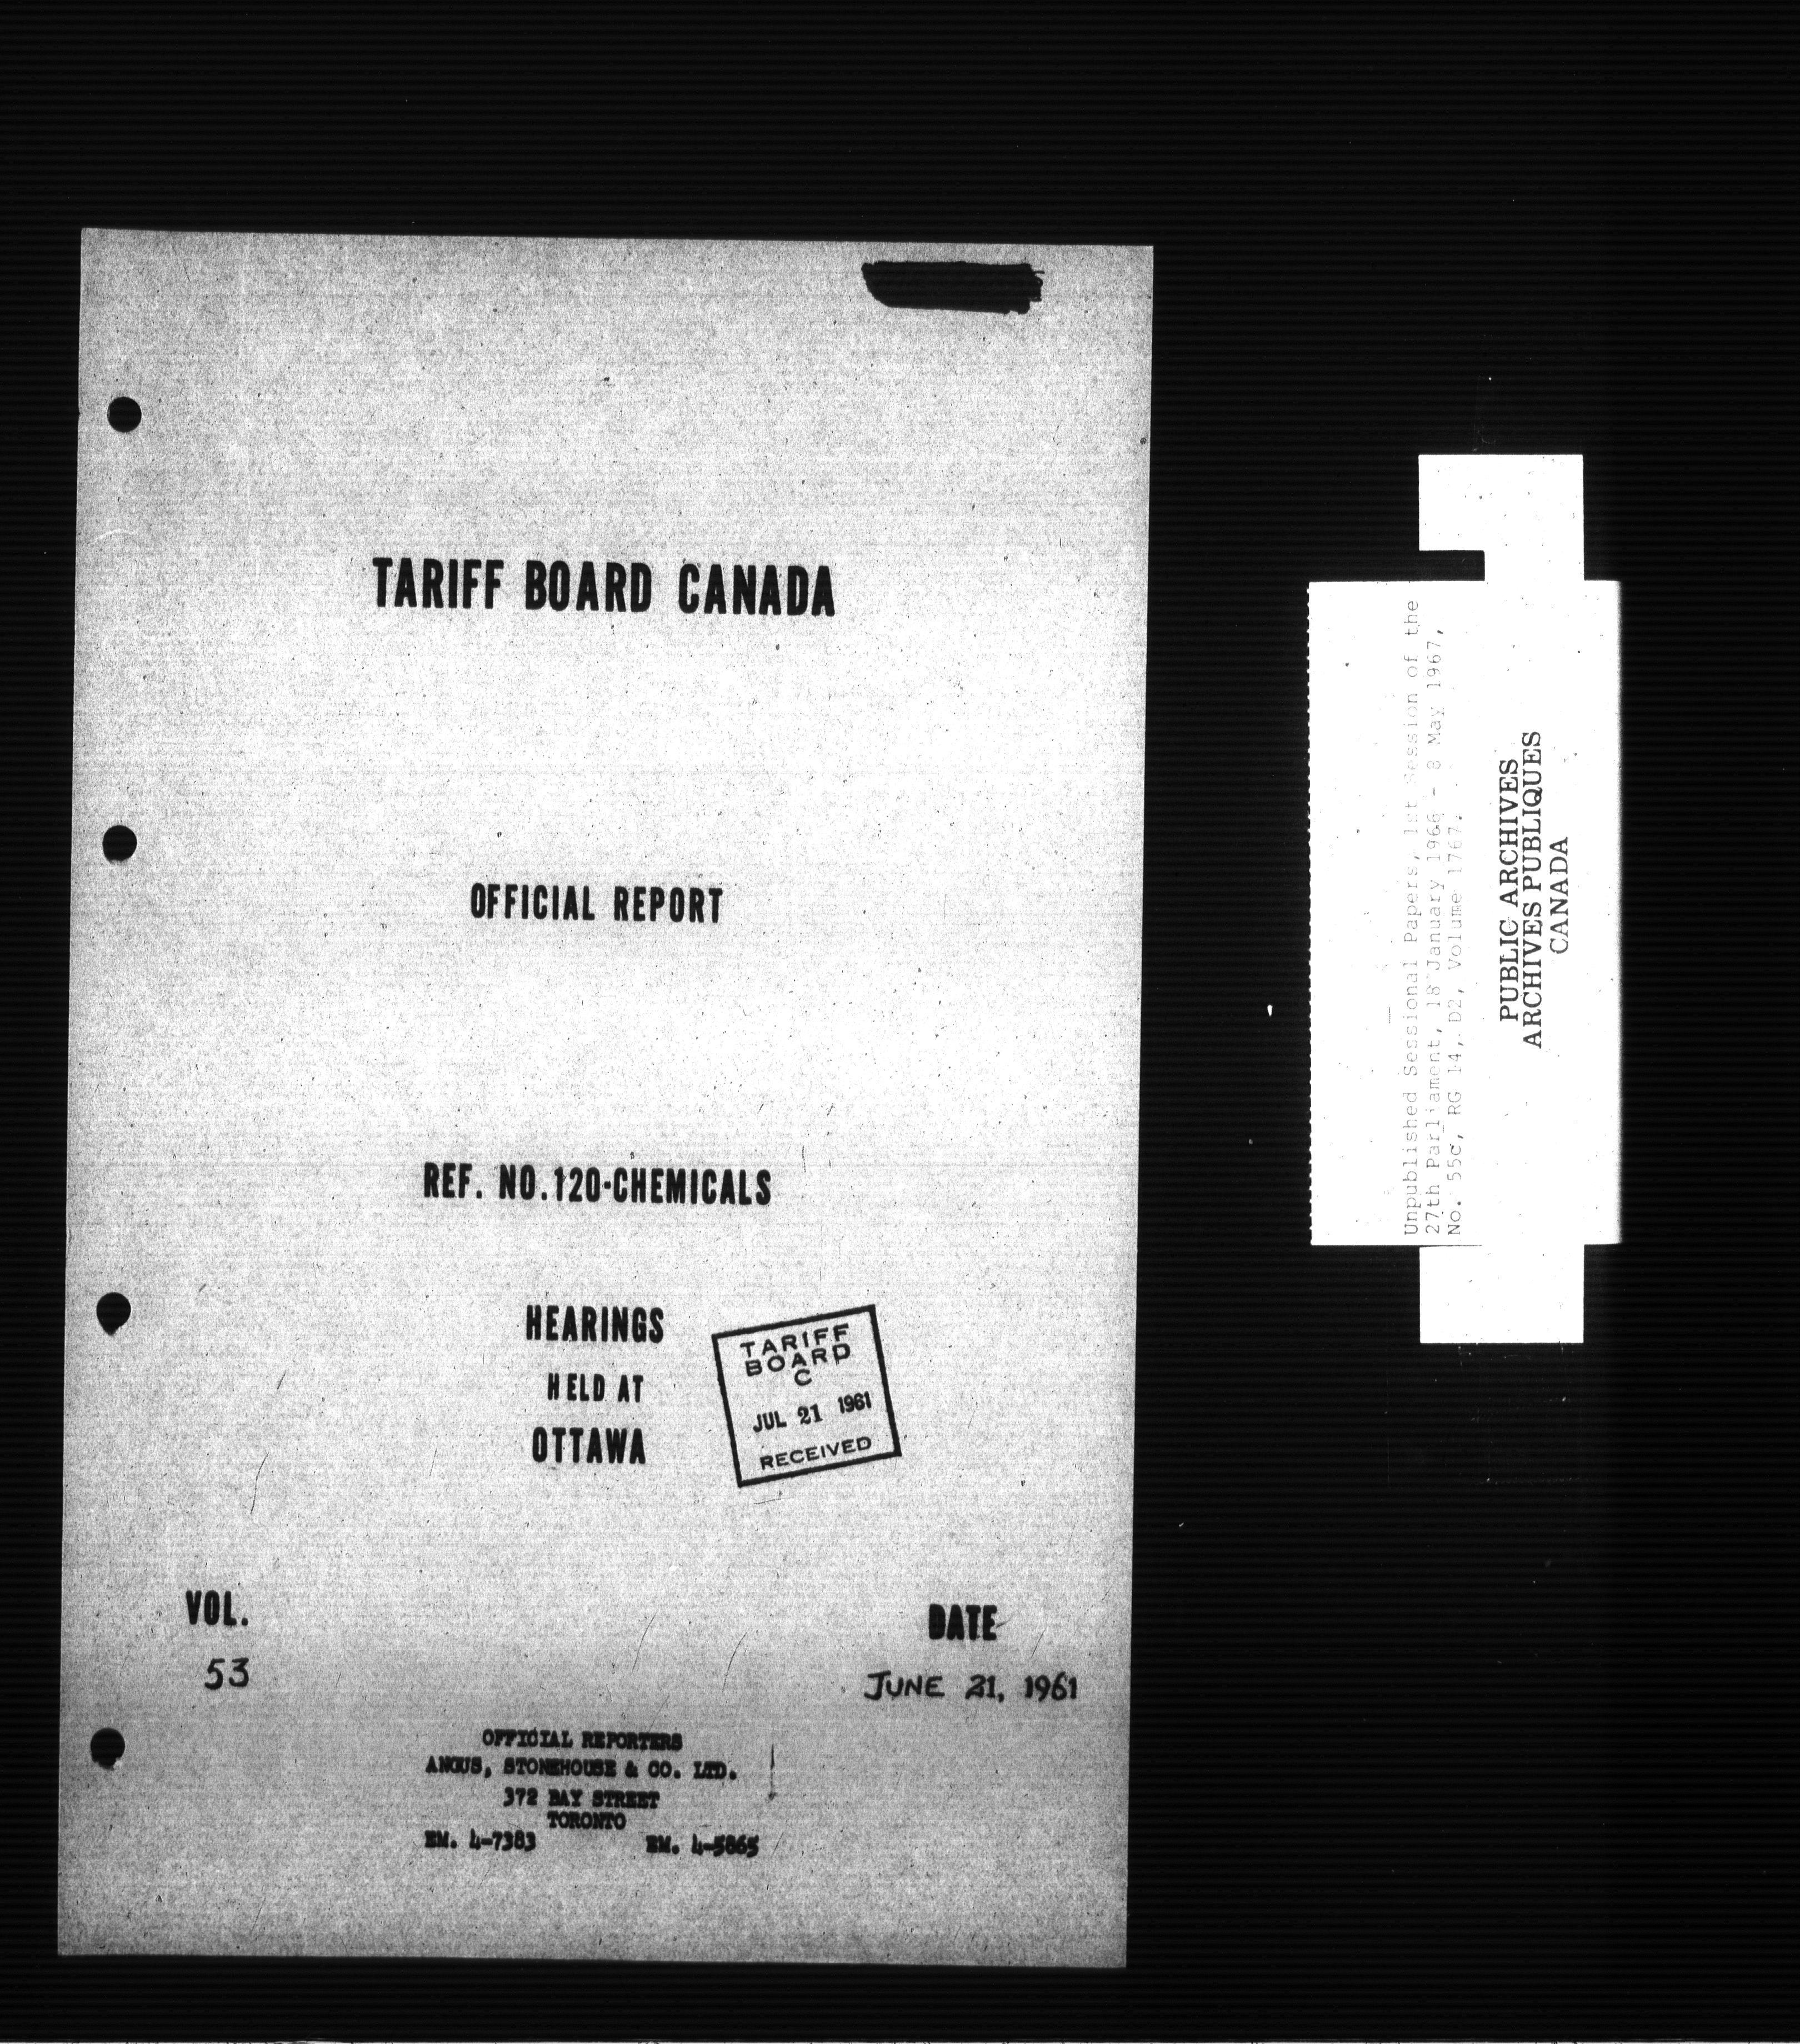 TARIFF BOARD CANADA
OFFICIAL REPORT
REF. NO. 120-CHEMICALS
HEARINGS
HELD AT
OTTAWA
TARIFF
BOARD
C
JUL 21 1961
RECEIVED
VOL.
53
DATE
JUNE 21, 1961
OFFICIAL REPORTERS
ANGUS, STONEHOUSE & CO. LTD.
372 BAY STREET
TORONTO
EM. 4-7383 EM. 4-5865
Unpublished Sessional Papers, 1st Session of the
27th Parliament, 18 January 1966 - 8 May 1967,
No. 55c, RG 14, D2, Volume 1767.
PUBLIC ARCHIVES
ARCHIVES PUBLIQUES
CANADA